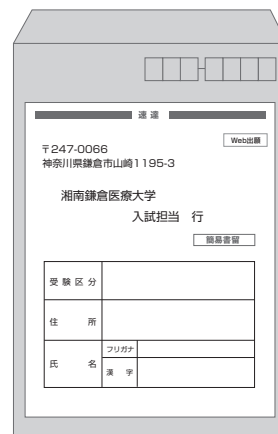 速 達
Web出願
〒247-0066
神奈川県鎌倉市山崎1195-3
湘南鎌倉医療大学
入試担当 行
簡易書留
受験区分
住 所
氏 名
フリガナ
漢 字